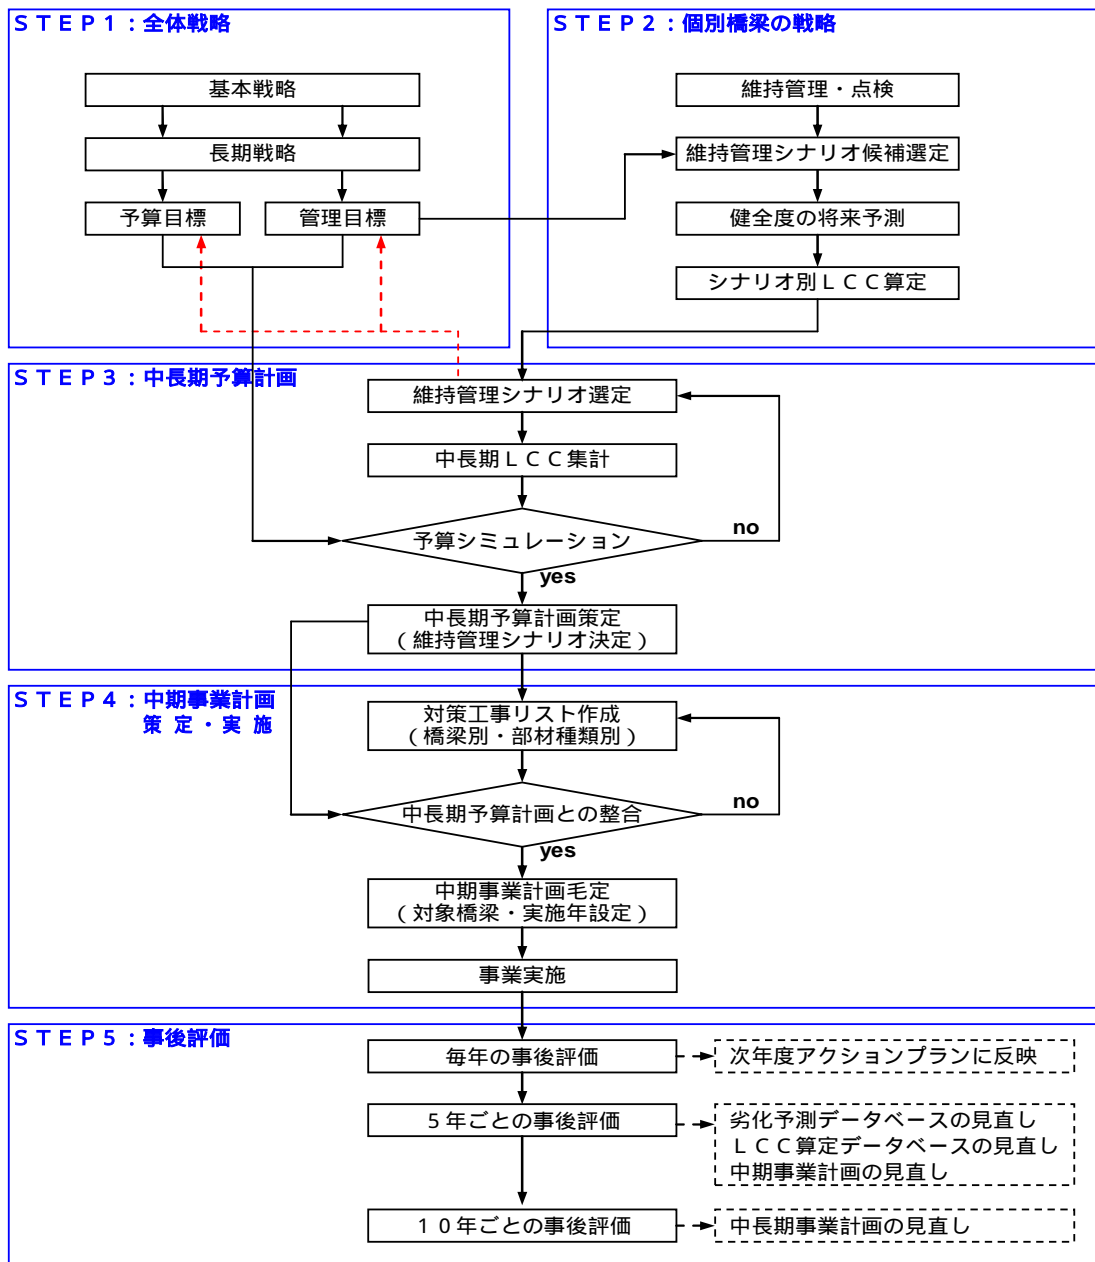 ＳＴＥＰ１：全体戦略
基本戦略
長期戦略
予算目標
管理目標
ＳＴＥＰ２：個別橋梁の戦略
維持管理・点検
維持管理シナリオ候補選定
健全度の将来予測
シナリオ別ＬＣＣ算定
ＳＴＥＰ３：中長期予算計画
維持管理シナリオ選定
中長期ＬＣＣ集計
予算シミュレーション
no
yes
中長期予算計画策定
（維持管理シナリオ決定）
ＳＴＥＰ４：中期事業計画
策定・実施
対策工事リスト作成
（橋梁別・部材種類別）
中長期予算計画との整合
no
yes
中期事業計画毛定
（対象橋梁・実施年設定）
事業実施
ＳＴＥＰ５：事後評価
毎年の事後評価
次年度アクションプランに反映
５年ごとの事後評価
劣化予測データベースの見直し
ＬＣＣ算定データベースの見直し
中期事業計画の見直し
１０年ごとの事後評価
中長期事業計画の見直し